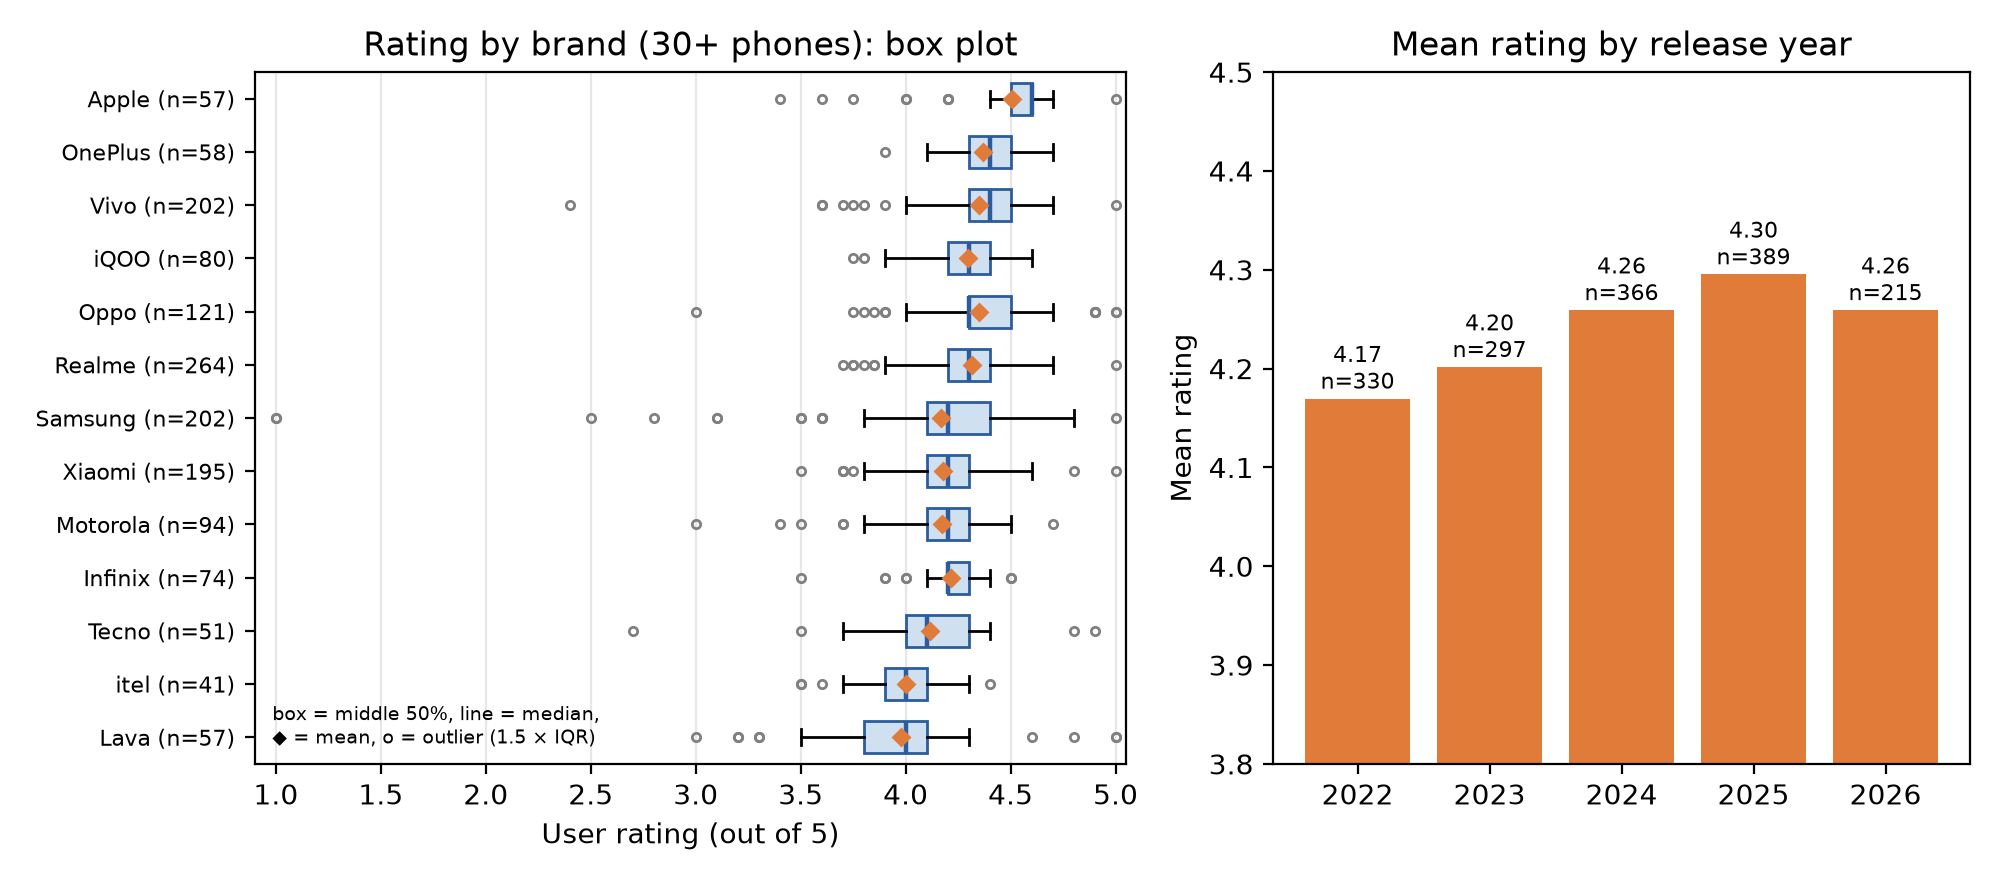 Rating by brand (30+ phones): box plot
Apple (n=57)
OnePlus (n=58)
Vivo (n=202)
iQOO (n=80)
Oppo (n=121)
Realme (n=264)
Samsung (n=202)
Xiaomi (n=195)
Motorola (n=94)
Infinix (n=74)
Tecno (n=51)
itel (n=41)
Lava (n=57)
box = middle 50%, line = median,
◆ = mean, o = outlier (1.5 × IQR)
1.0 1.5 2.0 2.5 3.0 3.5 4.0 4.5 5.0
User rating (out of 5)
Mean rating by release year
Mean rating
4.5
4.4
4.3
4.2
4.1
4.0
3.9
3.8
4.17
n=330
4.20
n=297
4.26
n=366
4.30
n=389
4.26
n=215
2022 2023 2024 2025 2026